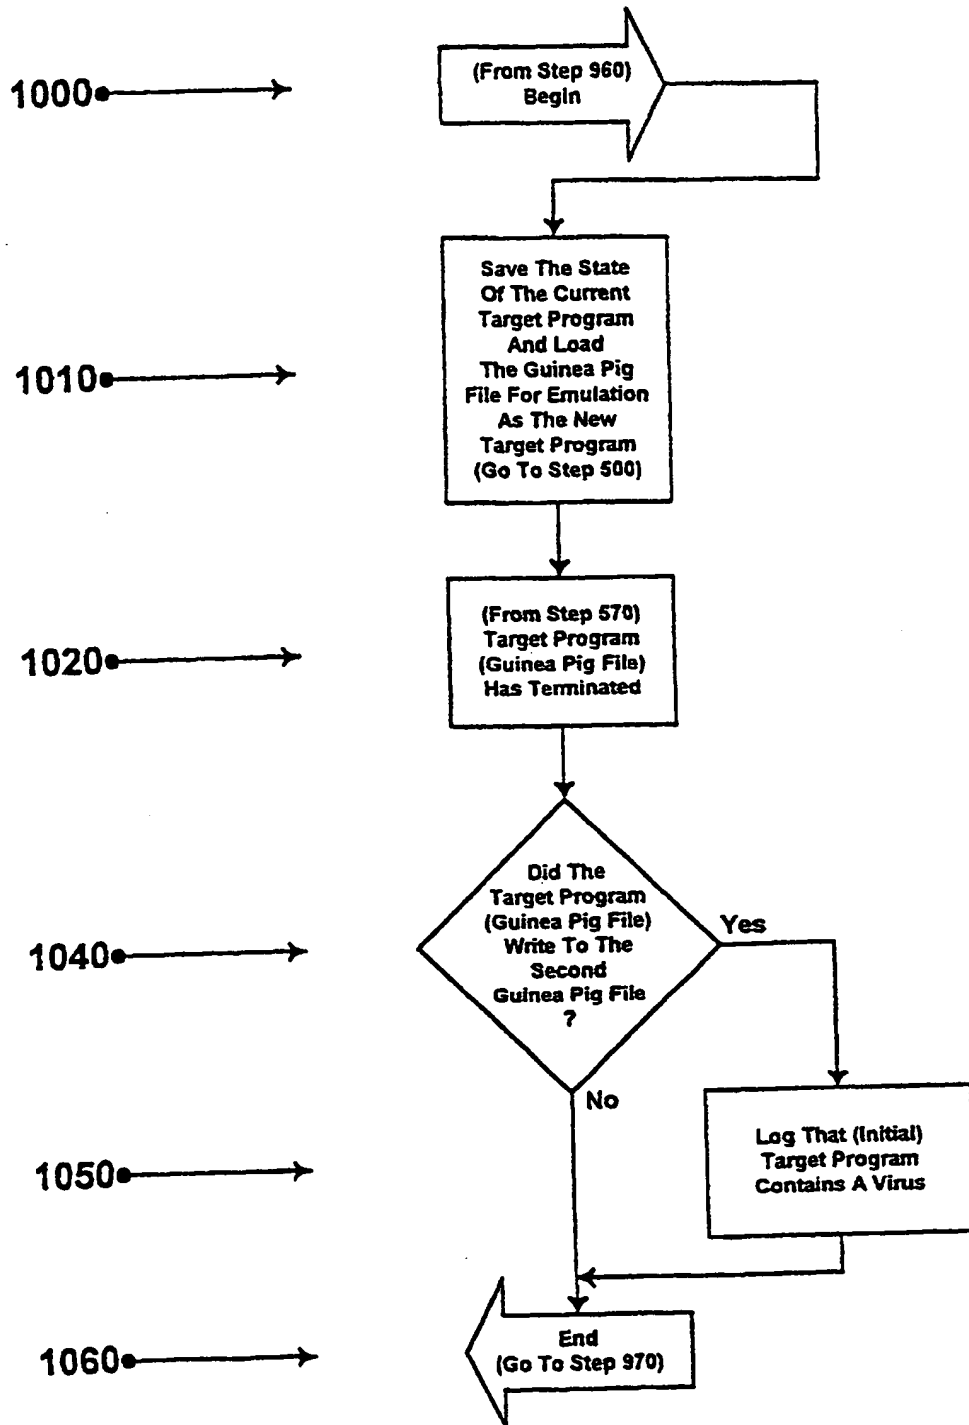 1000
(From Step 960)
Begin
1010
Save The State
Of The Current
Target Program
And Load
The Guinea Pig
File For Emulation
As The New
Target Program
(Go To Step 500)
1020
(From Step 570)
Target Program
(Guinea Pig File)
Has Terminated
1040
Did The
Target Program
(Guinea Pig File)
Write To The
Second
Guinea Pig File
?
Yes
No
1050
Log That (Initial)
Target Program
Contains A Virus
1060
End
(Go To Step 970)